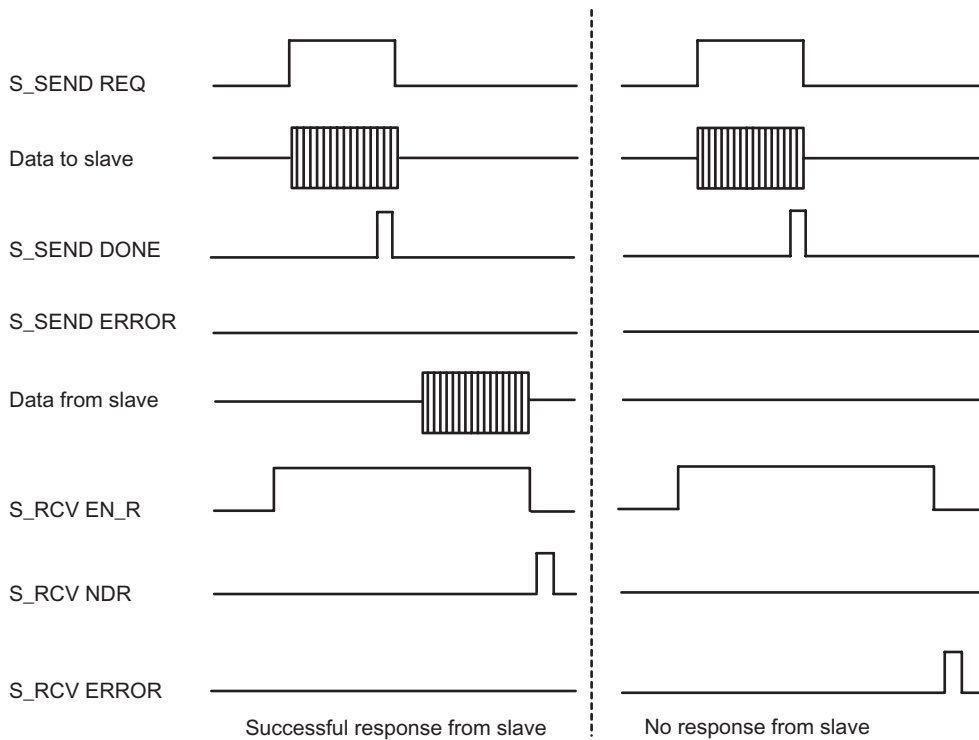 S_SEND REQ
Data to slave
S_SEND DONE
S_SEND ERROR
Data from slave
S_RCV EN_R
S_RCV NDR
S_RCV ERROR
Successful response from slave
No response from slave